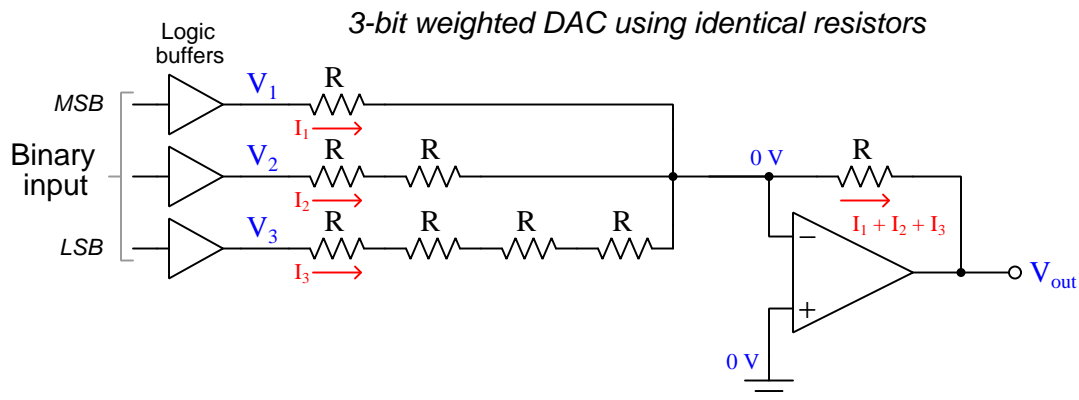 3-bit weighted DAC using identical resistors
Logic
buffers
MSB
V1
R
I1
Binary
input
V2
R
R
I2
LSB
V3
R
R
R
R
I3
0 V
R
I1 + I2 + I3
−
+
Vout
0 V